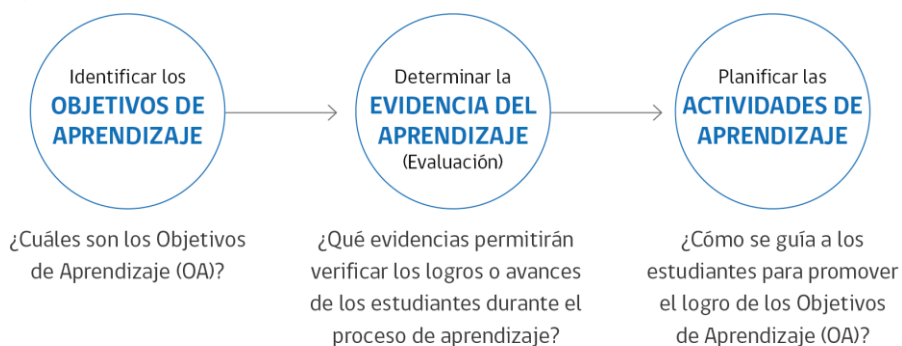 Identificar los
OBJETIVOS DE
APRENDIZAJE
Determinar la
EVIDENCIA DEL
APRENDIZAJE
(Evaluación)
Planificar las
ACTIVIDADES DE
APRENDIZAJE
¿Cuáles son los Objetivos
de Aprendizaje (OA)?
¿Qué evidencias permitirán
verificar los logros o avances
de los estudiantes durante el
proceso de aprendizaje?
¿Cómo se guía a los
estudiantes para promover
el logro de los Objetivos
de Aprendizaje (OA)?